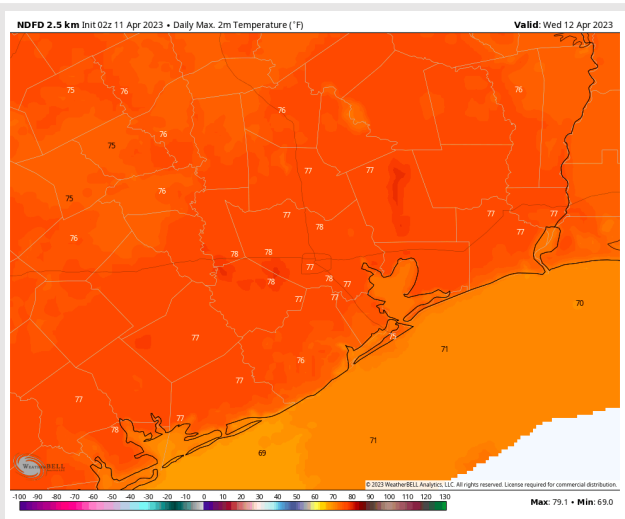 NDFD 2.5 km Init 02z 11 Apr 2023 • Daily Max. 2m Temperature (°F) Valid: Wed 12 Apr 2023
75 76 76 76
76
75
77 77
75 76
77 77 77
78 77
76
78 78
77
78 78 77
77 77
70
77 75
71
76
77
77
77
78
71
69
WEATHERBELL
© 2023 WeatherBELL Analytics, LLC. All rights reserved. License required for commercial distribution.
-100 -90 -80 -70 -60 -50 -40 -30 -20 -10 0 10 20 30 40 50 60 70 80 90 100 110 120 130
Max: 79.1 • Min: 69.0